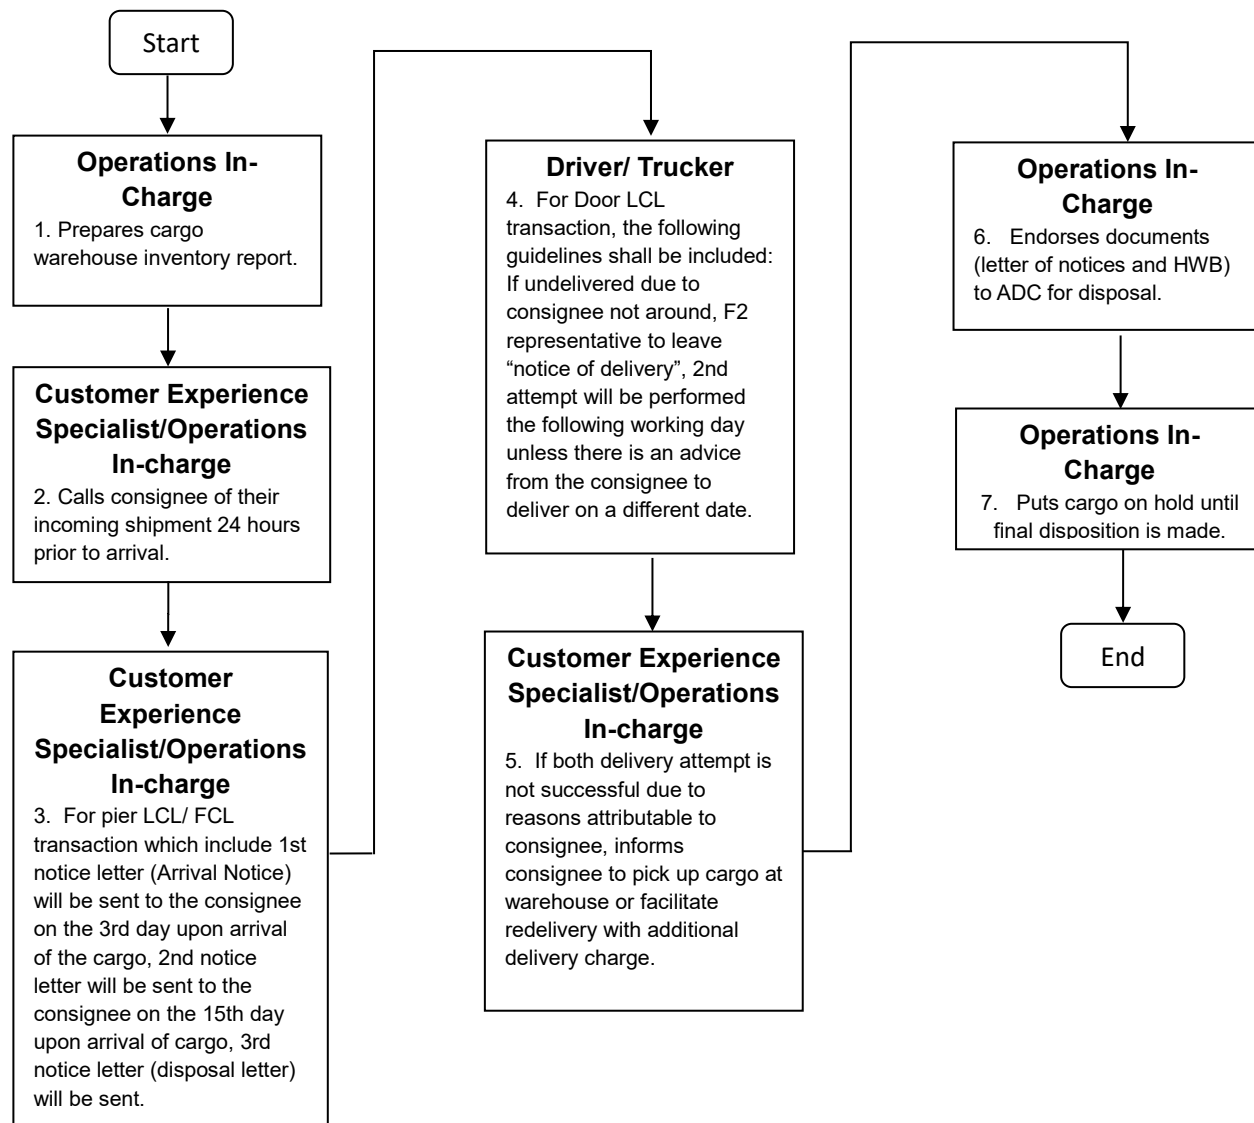 Start
Operations In-
Charge
1. Prepares cargo
warehouse inventory report.
Customer Experience
Specialist/Operations
In-charge
2. Calls consignee of their
incoming shipment 24 hours
prior to arrival.
Customer
Experience
Specialist/Operations
In-charge
3. For pier LCL/ FCL
transaction which include 1st
notice letter (Arrival Notice)
will be sent to the consignee
on the 3rd day upon arrival
of the cargo, 2nd notice
letter will be sent to the
consignee on the 15th day
upon arrival of cargo, 3rd
notice letter (disposal letter)
will be sent.
Driver/ Trucker
4. For Door LCL
transaction, the following
guidelines shall be included:
If undelivered due to
consignee not around, F2
representative to leave
“notice of delivery”, 2nd
attempt will be performed
the following working day
unless there is an advice
from the consignee to
deliver on a different date.
Customer Experience
Specialist/Operations
In-charge
5. If both delivery attempt is
not successful due to
reasons attributable to
consignee, informs
consignee to pick up cargo at
warehouse or facilitate
redelivery with additional
delivery charge.
Operations In-
Charge
6. Endorses documents
(letter of notices and HWB)
to ADC for disposal.
Operations In-
Charge
7. Puts cargo on hold until
final disposition is made.
End